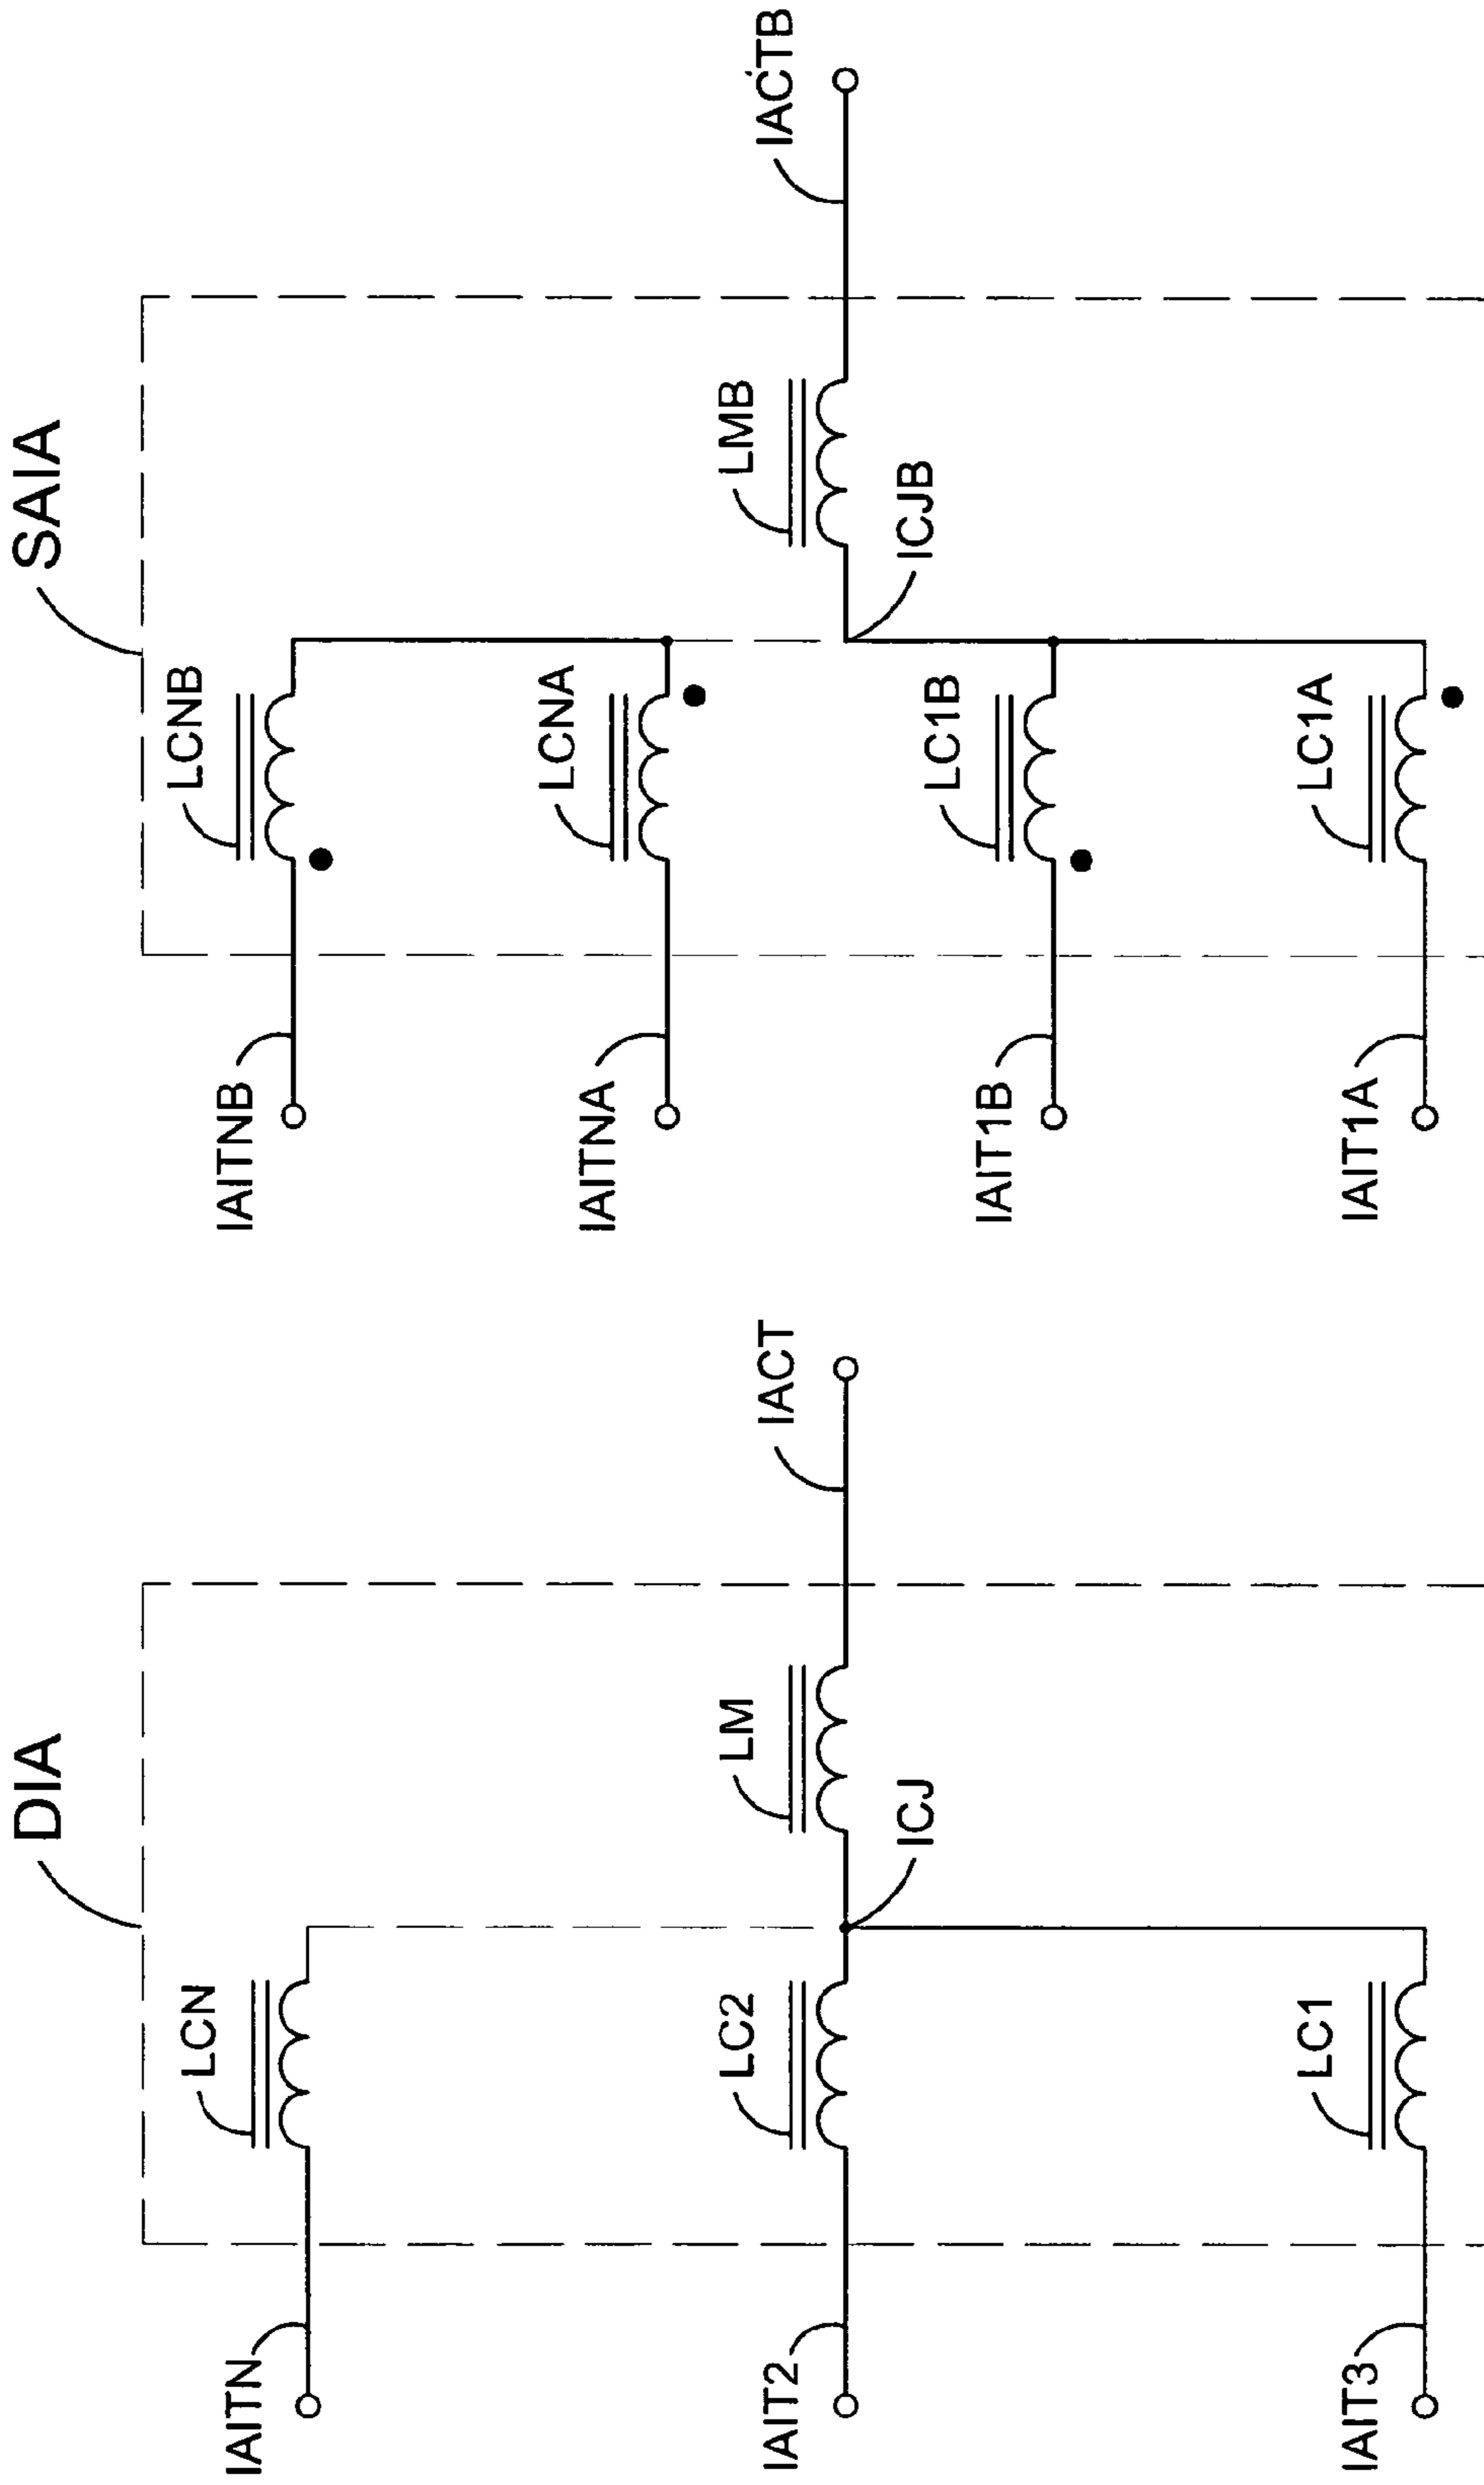 DIA
LCN
IAITN
LC2
LM
IACT
IAIT2
ICJ
LC1
IAIT3
SAIA
LCNB
IAITNB
LCNA
IAITNA
LMB
IACTB
ICJB
LC1B
IAIT1B
LC1A
IAIT1A